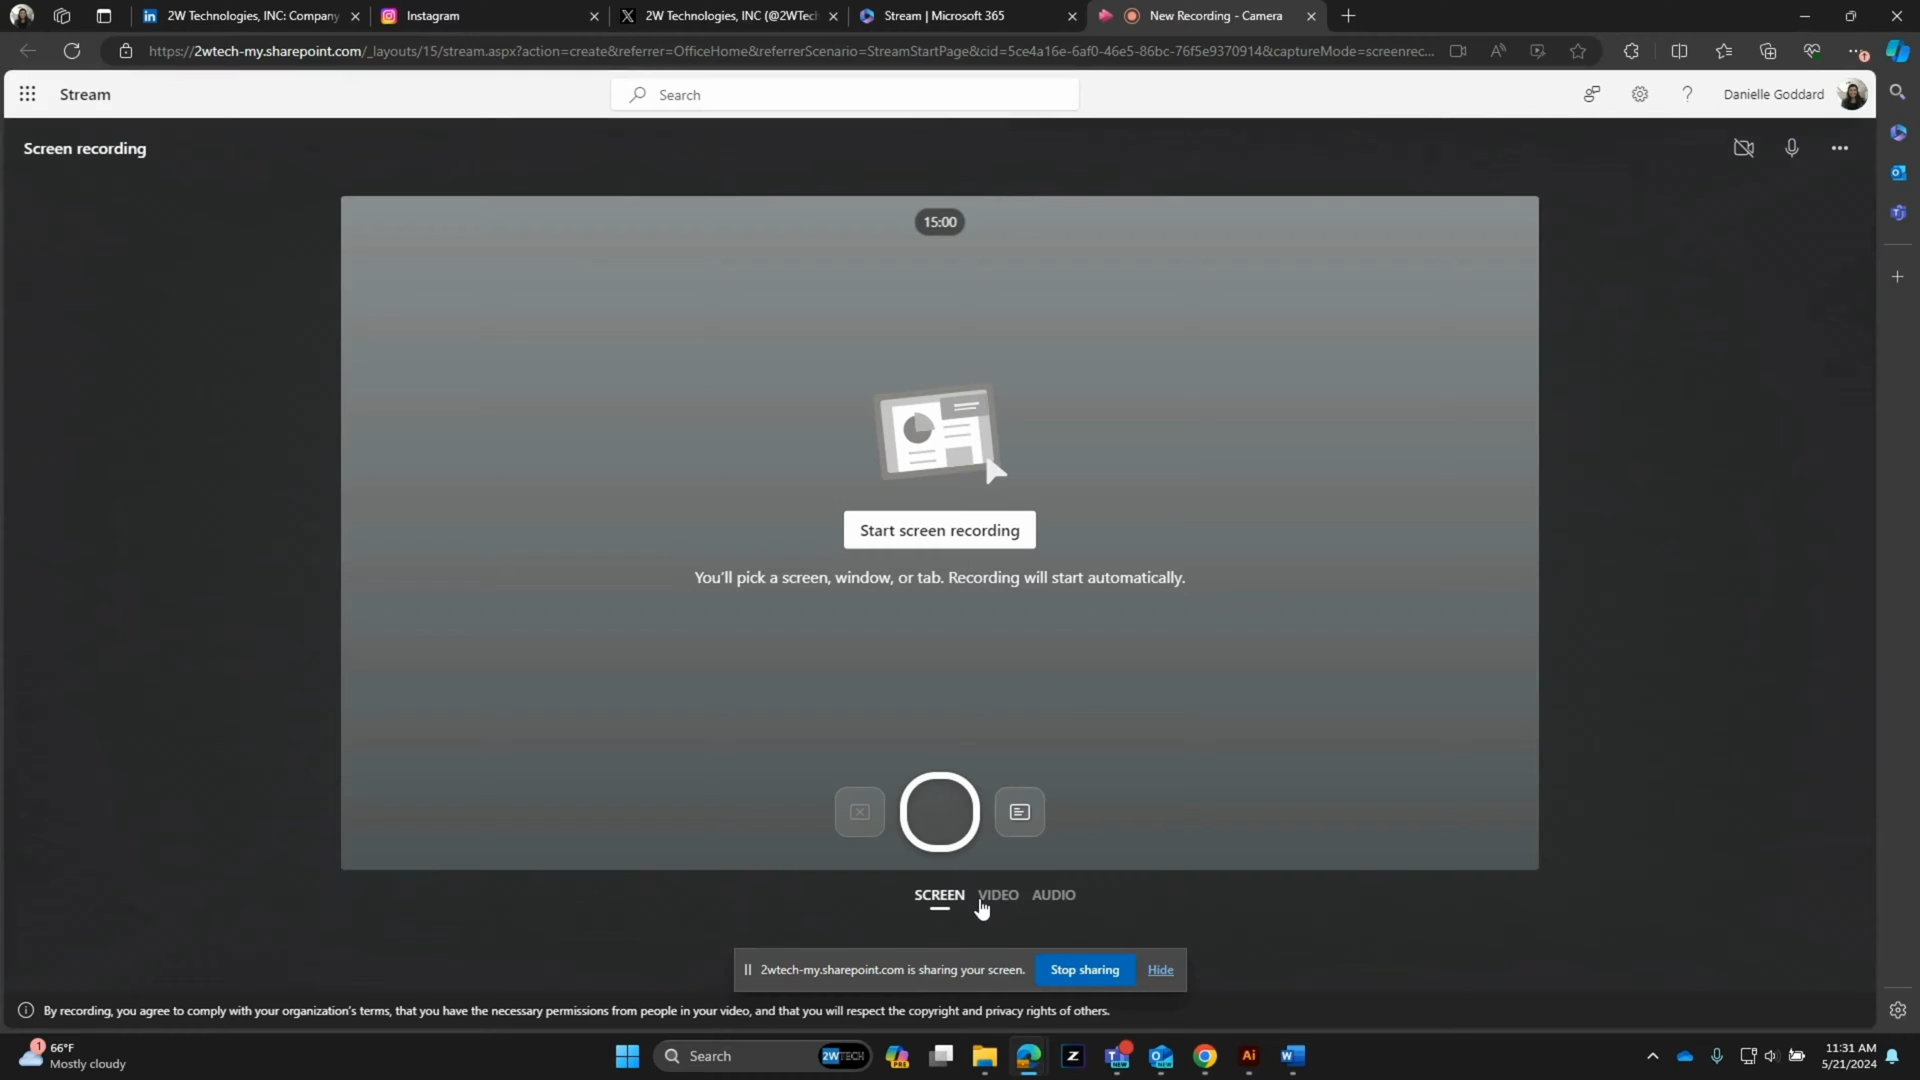 2W Technologies, INC: Company
Instagram
2W Technologies, INC (@2WTech
Stream | Microsoft 365
New Recording - Camera
https://2wtech-my.sharepoint.com/_layouts/15/stream.aspx?action=create&referrer=OfficeHome&referrerScenario=StreamStartPage&cid=5ce4a16e-6af0-46e5-86bc-76f5e9370914&captureMode=screenrec...
Stream
Search
Danielle Goddard
Screen recording
15:00
Start screen recording
You'll pick a screen, window, or tab. Recording will start automatically.
SCREEN VIDEO AUDIO
2wtech-my.sharepoint.com is sharing your screen. Stop sharing Hide
By recording, you agree to comply with your organization's terms, that you have the necessary permissions from people in your video, and that you will respect the copyright and privacy rights of others.
1
66°F
Mostly cloudy
Search
2WTECH
PRE
NEW
NEW
Ai
11:31 AM
5/21/2024